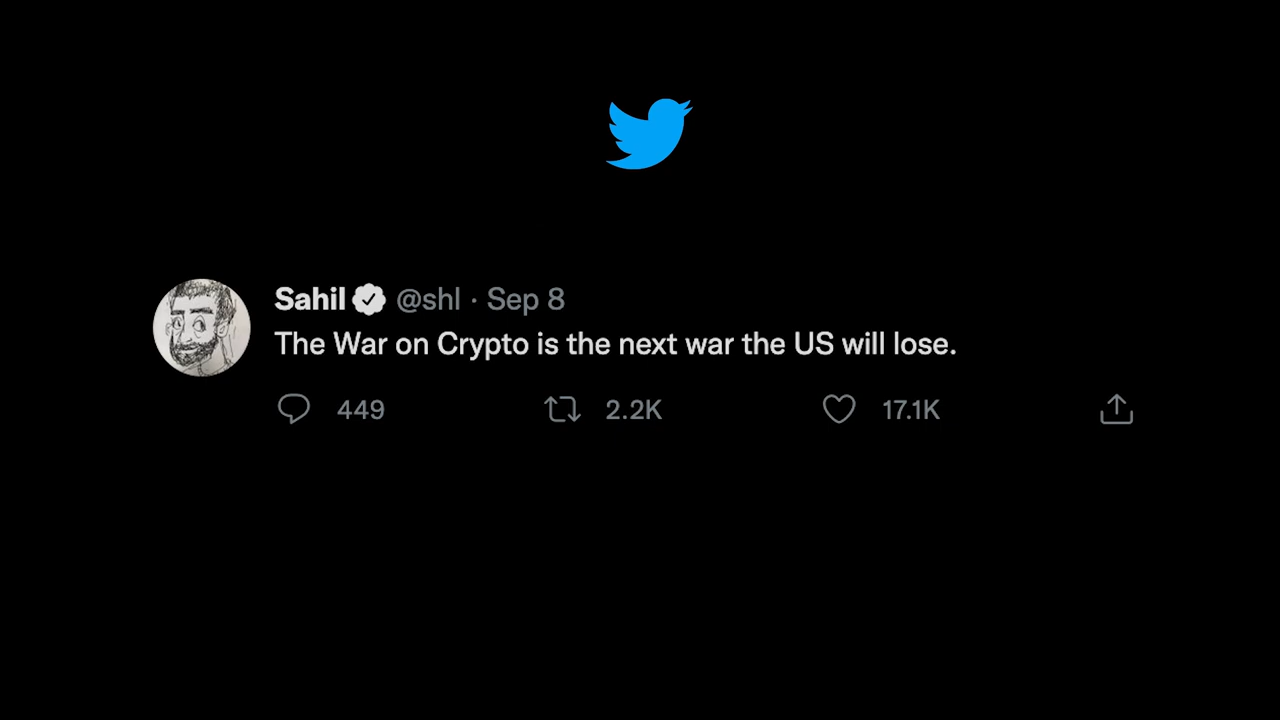 Sahil @shl · Sep 8
The War on Crypto is the next war the US will lose.
449 2.2K 17.1K